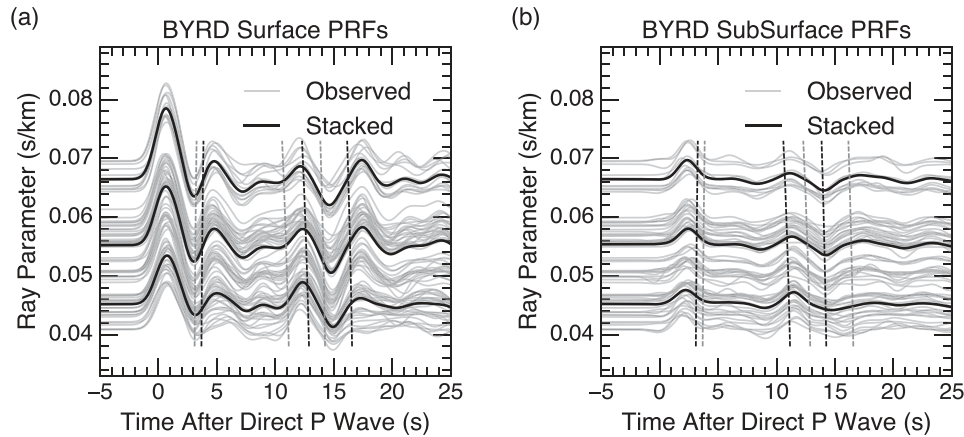 (a)
BYRD Surface PRFs
Observed
Stacked
0.08
0.07
0.06
0.05
0.04
Ray Parameter (s/km)
−5 0 5 10 15 20 25
Time After Direct P Wave (s)
(b)
BYRD SubSurface PRFs
Observed
Stacked
0.08
0.07
0.06
0.05
0.04
Ray Parameter (s/km)
−5 0 5 10 15 20 25
Time After Direct P Wave (s)